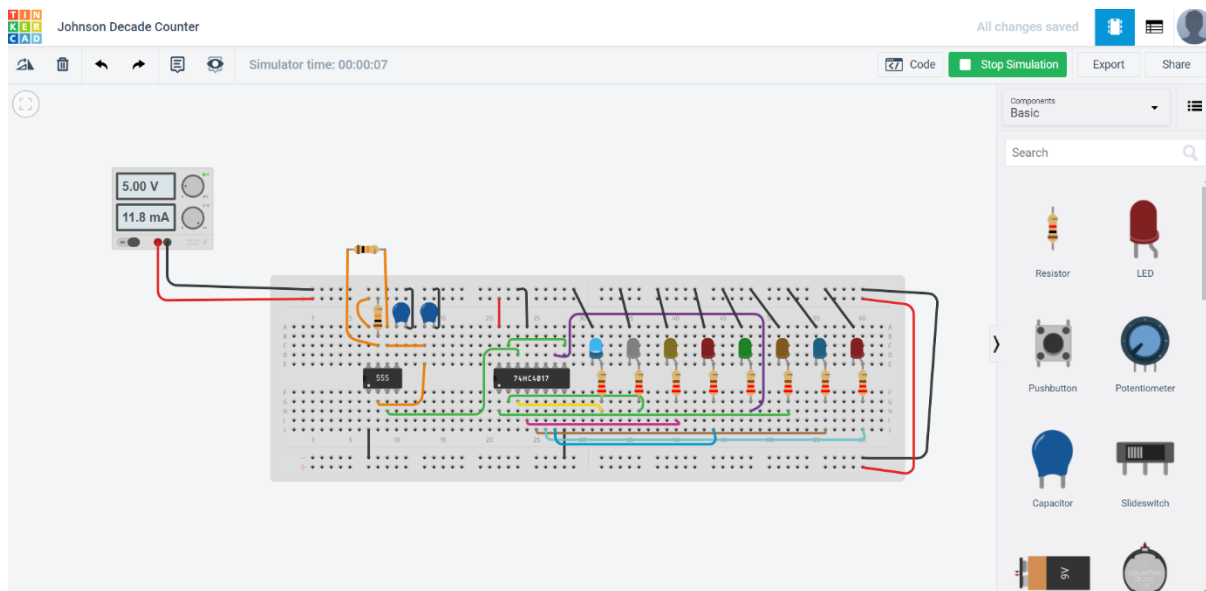 TIN
KER
CAD
Johnson Decade Counter
All changes saved
Simulator time: 00:00:07
Code
Stop Simulation
Export
Share
Components
Basic
Search
5.00 V
11.8 mA
555
74HC4017
Resistor
LED
Pushbutton
Potentiometer
Capacitor
Slideswitch
9V